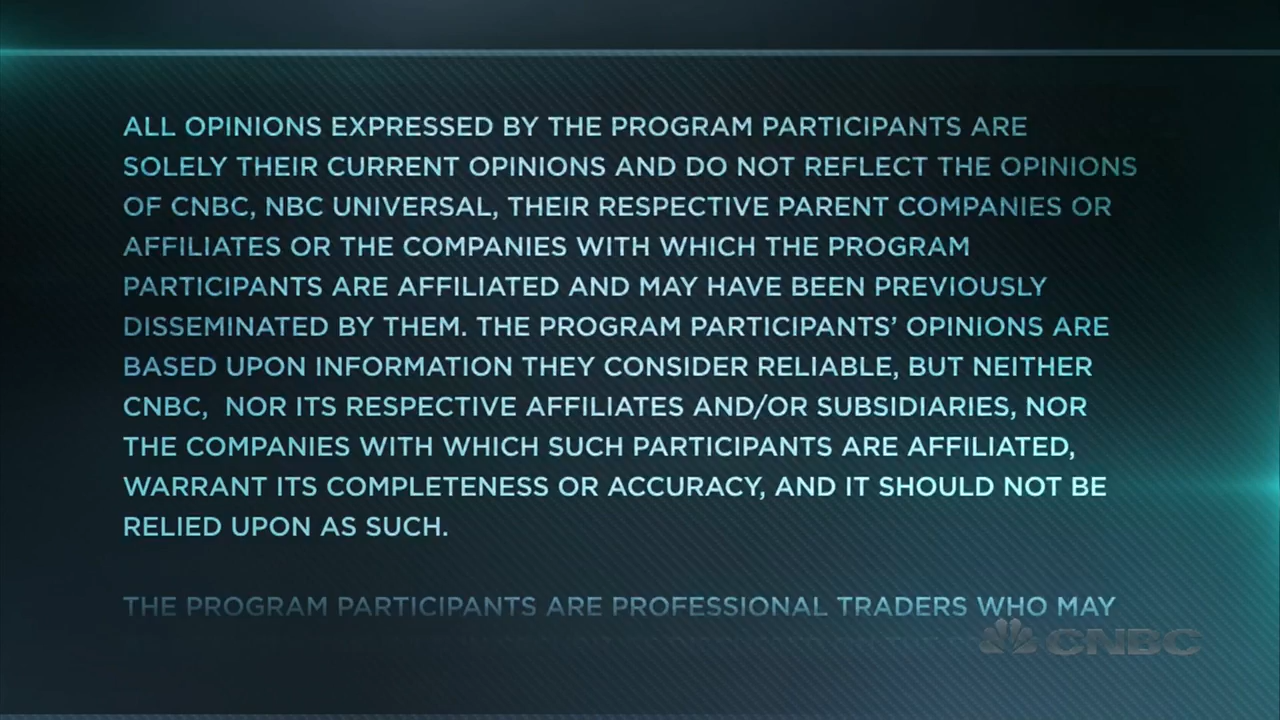 ALL OPINIONS EXPRESSED BY THE PROGRAM PARTICIPANTS ARE
SOLELY THEIR CURRENT OPINIONS AND DO NOT REFLECT THE OPINIONS
OF CNBC, NBC UNIVERSAL, THEIR RESPECTIVE PARENT COMPANIES OR
AFFILIATES OR THE COMPANIES WITH WHICH THE PROGRAM
PARTICIPANTS ARE AFFILIATED AND MAY HAVE BEEN PREVIOUSLY
DISSEMINATED BY THEM. THE PROGRAM PARTICIPANTS’ OPINIONS ARE
BASED UPON INFORMATION THEY CONSIDER RELIABLE, BUT NEITHER
CNBC,  NOR ITS RESPECTIVE AFFILIATES AND/OR SUBSIDIARIES, NOR
THE COMPANIES WITH WHICH SUCH PARTICIPANTS ARE AFFILIATED,
WARRANT ITS COMPLETENESS OR ACCURACY, AND IT SHOULD NOT BE
RELIED UPON AS SUCH.
THE PROGRAM PARTICIPANTS ARE PROFESSIONAL TRADERS WHO MAY
CNBC